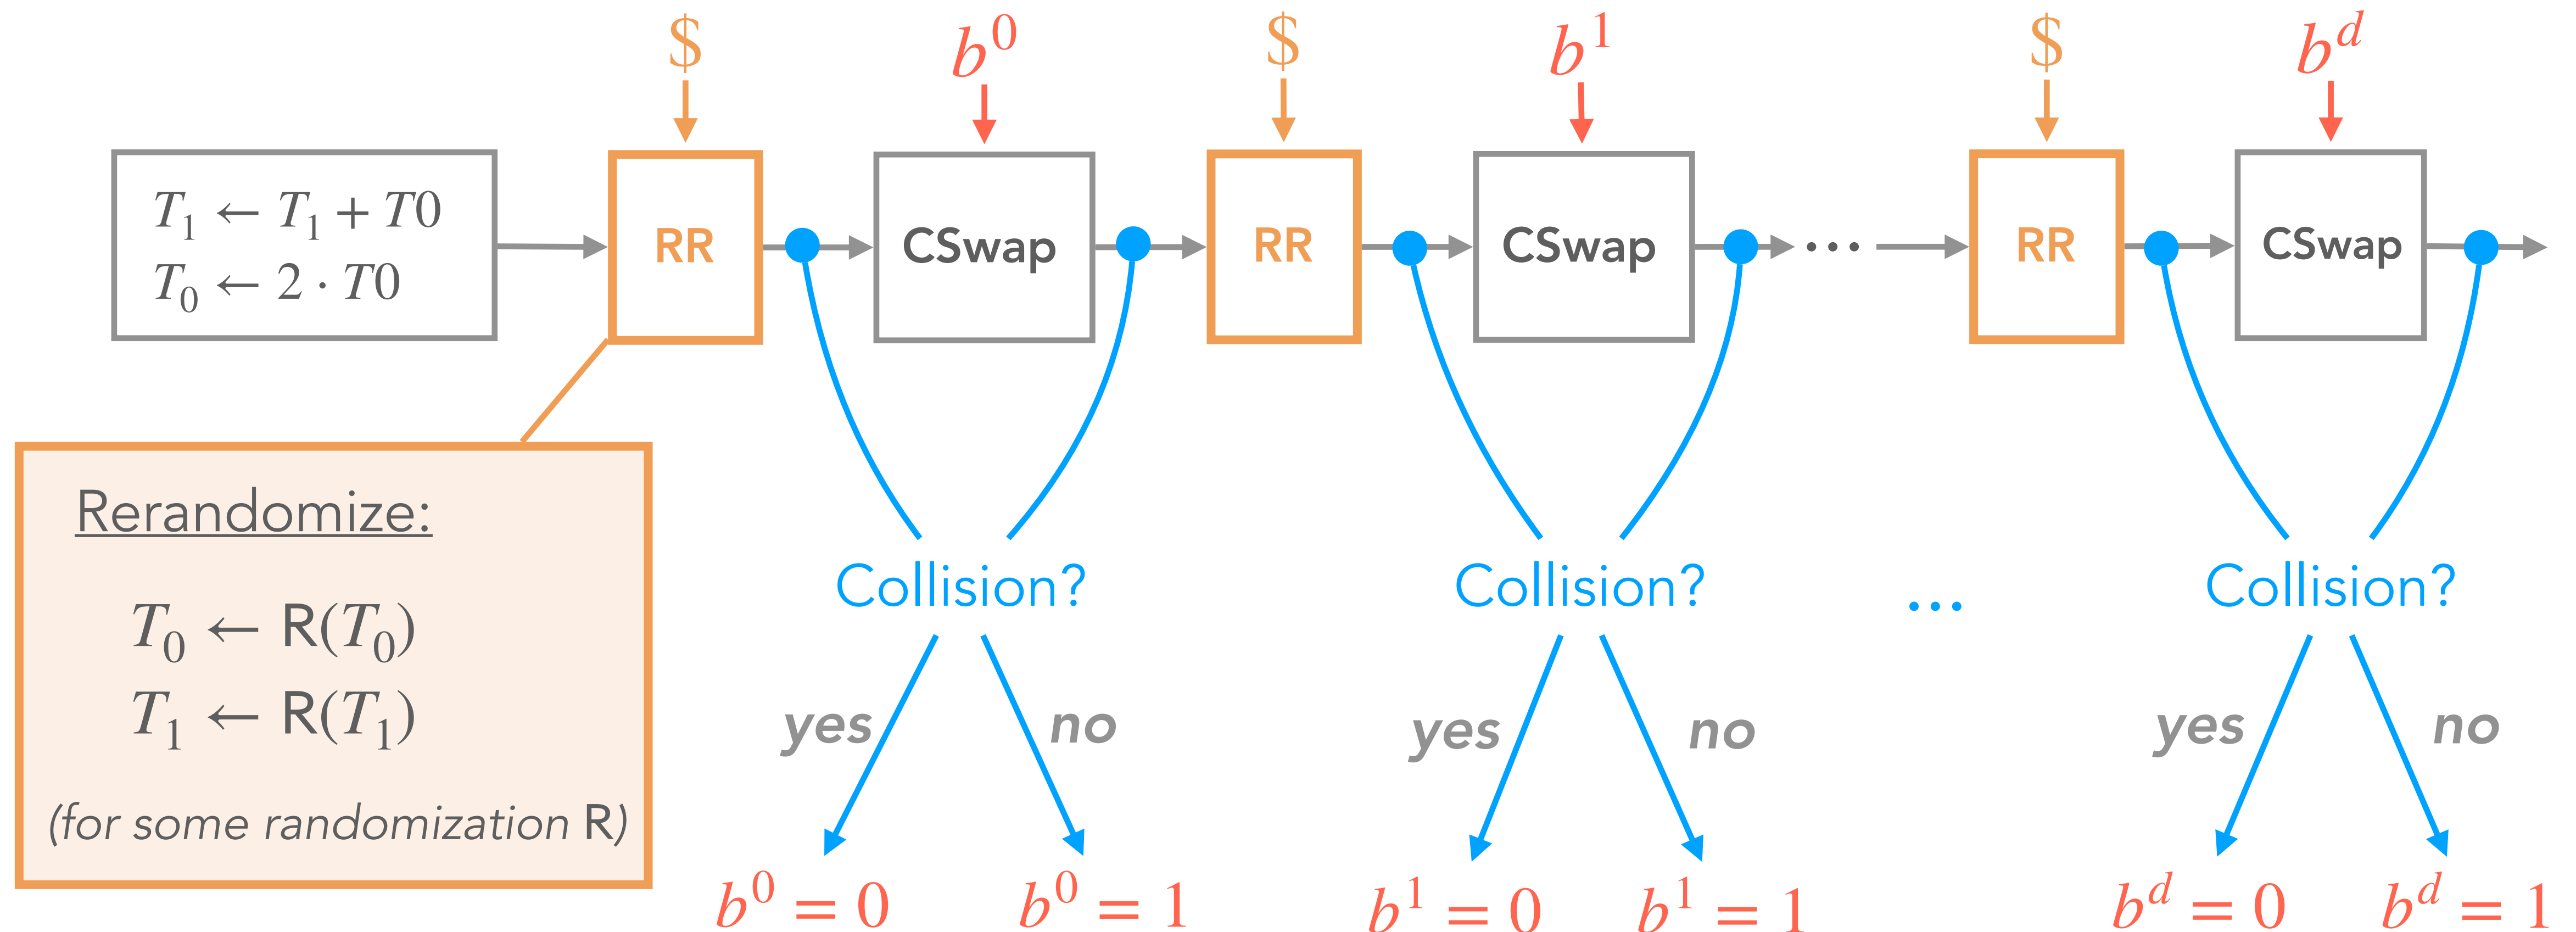 $ b^0 $ b^1 $ b^d
T_1 ← T_1 + T0
T_0 ← 2 · T0
RR CSwap RR CSwap ... RR CSwap
Rerandomize:
T_0 ← R(T_0)
T_1 ← R(T_1)
(for some randomization R)
Collision? Collision? ... Collision?
yes no yes no yes no
b^0 = 0 b^0 = 1 b^1 = 0 b^1 = 1 b^d = 0 b^d = 1